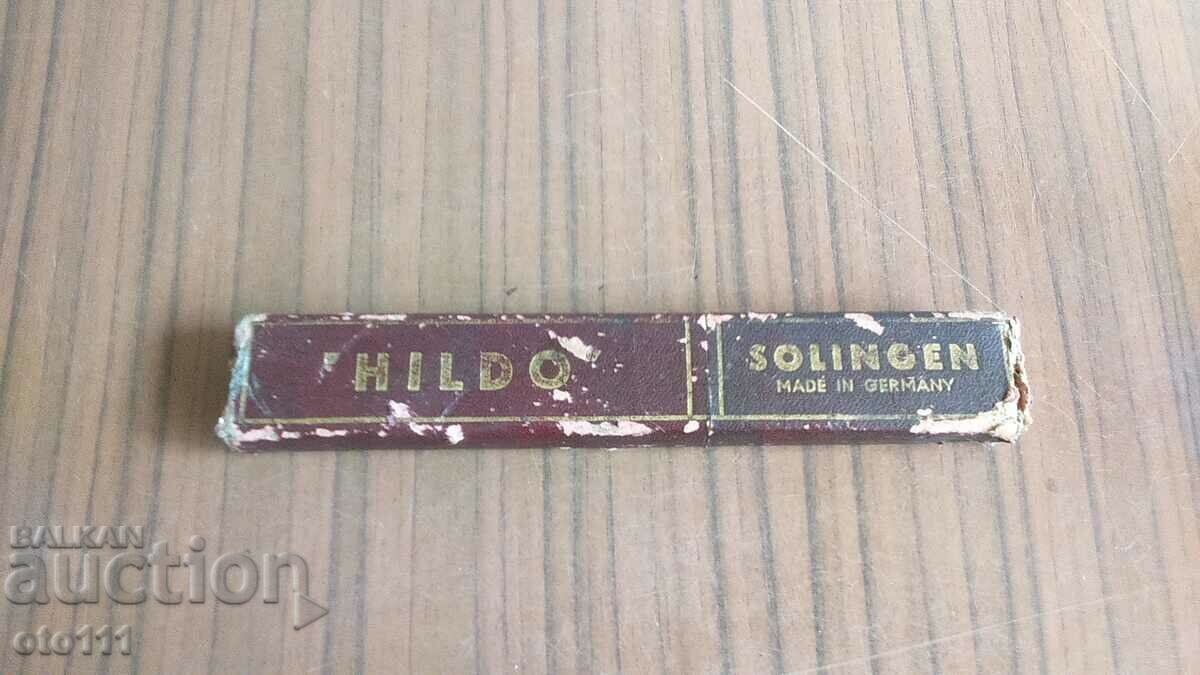 "HILDO"
SOLINGEN
MADE IN GERMANY
BALKAN
auction
oto111